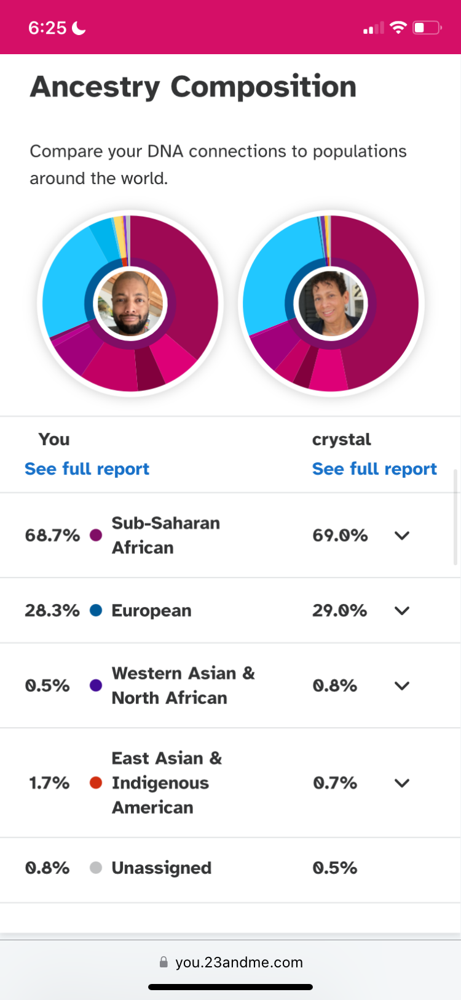 6:25
Ancestry Composition
Compare your DNA connections to populations
around the world.
You
crystal
See full report
See full report
68.7%
Sub-Saharan
African
69.0%
28.3%
European
29.0%
0.5%
Western Asian &
North African
0.8%
1.7%
East Asian &
Indigenous
American
0.7%
0.8%
Unassigned
0.5%
you.23andme.com